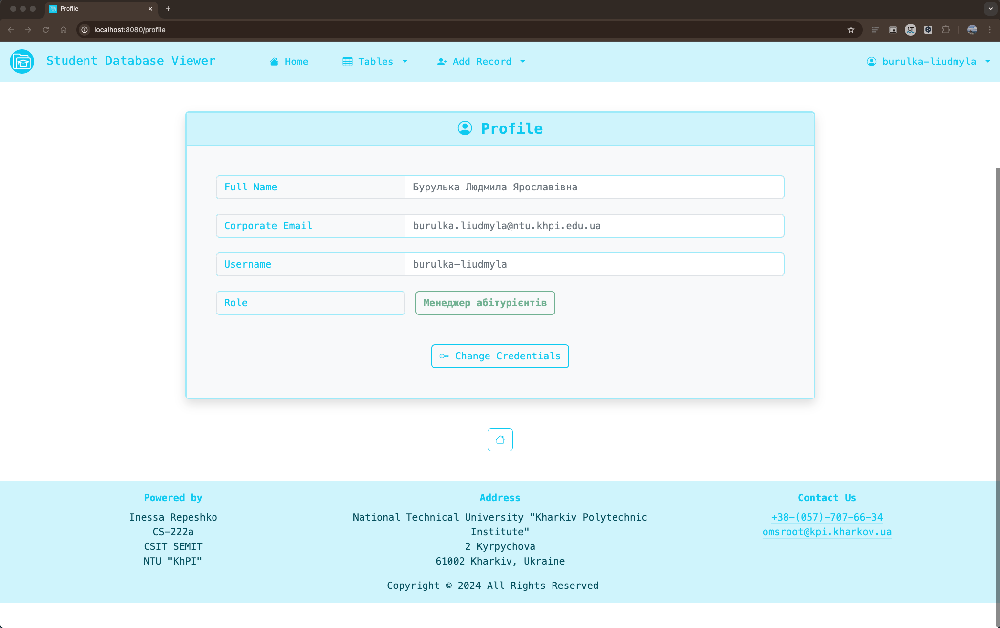 Profile
localhost:8080/profile
LT
Student Database Viewer
Home
Tables
Add Record
burulka-liudmyla
Profile
Full Name
Бурулька Людмила Ярославівна
Corporate Email
burulka.liudmyla@ntu.khpi.edu.ua
Username
burulka-liudmyla
Role
Менеджер абітурієнтів
Change Credentials
Powered by
Inessa Repeshko
CS-222a
CSIT SEMIT
NTU "KhPI"
Address
National Technical University "Kharkiv Polytechnic
Institute"
2 Kyrpychova
61002 Kharkiv, Ukraine
Contact Us
+38-(057)-707-66-34
omsroot@kpi.kharkov.ua
Copyright © 2024 All Rights Reserved